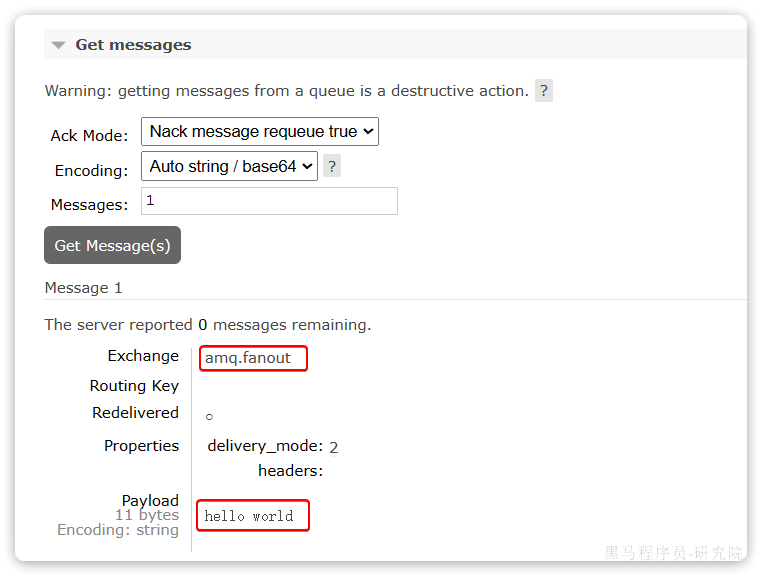 Get messages
Warning: getting messages from a queue is a destructive action. ?
Ack Mode: Nack message requeue true
Encoding: Auto string / base64 ?
Messages: 1
Get Message(s)
Message 1
The server reported 0 messages remaining.
Exchange amq.fanout
Routing Key
Redelivered ○
Properties delivery_mode: 2
headers:
Payload
11 bytes
Encoding: string
hello world
黑马程序员-研究院